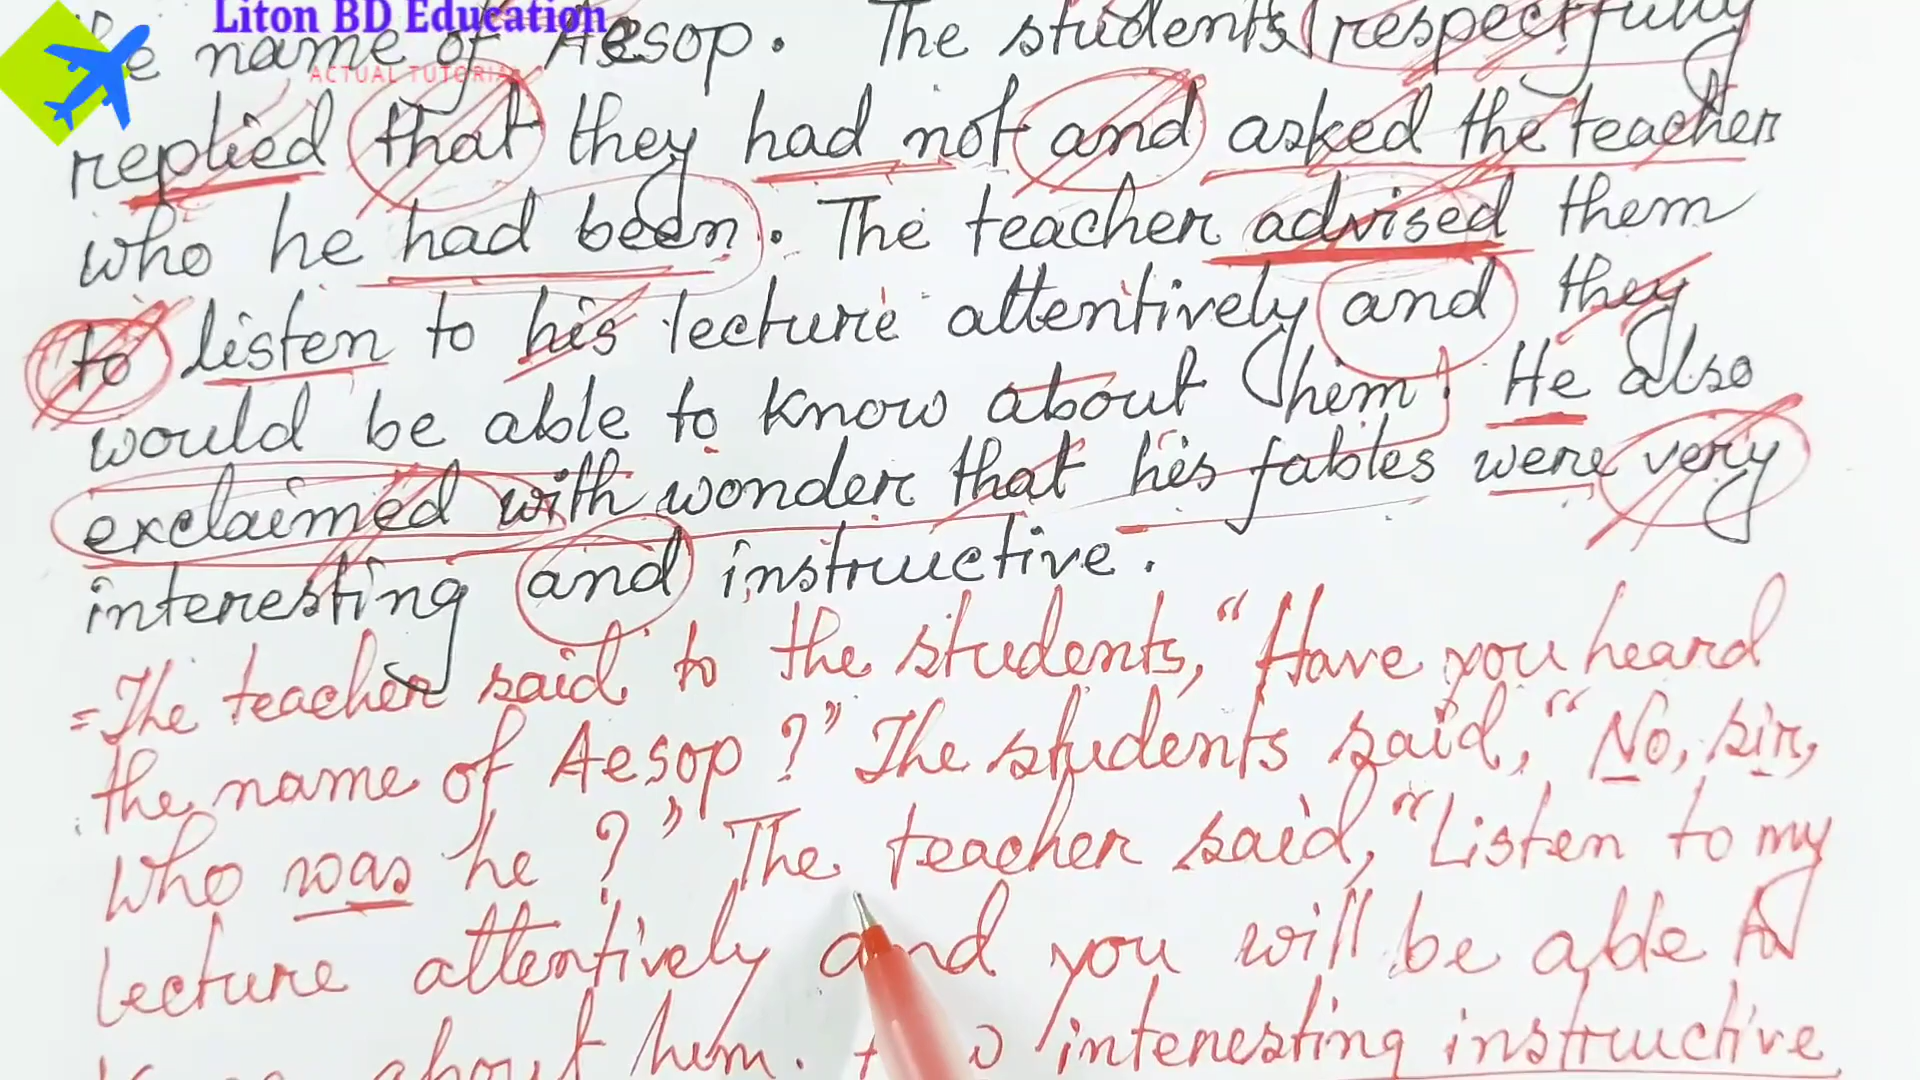 Liton BD Education
ACTUAL TUTORIAL
name of Aesop. The students respectfully
replied that they had not and asked the teacher
who he had been. The teacher advised them
to listen to his lecture attentively and they
would be able to know about them. He also
exclaimed with wonder that his fables were very
interesting and instructive.
=The teacher said to the students, "Have you heard
the name of Aesop?" The students said, "No, sir,
Who was he?" The teacher said, "Listen to my
lecture attentively and you will be able to
about them. interesting instructive